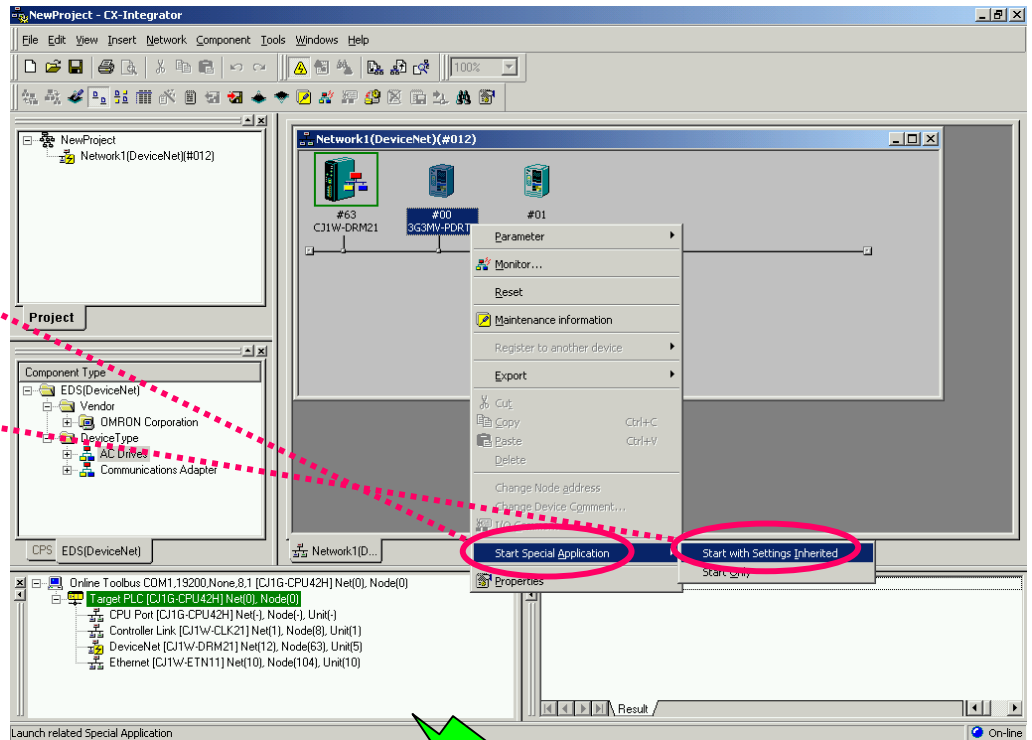 NewProject - CX-Integrator
File Edit View Insert Network Component Tools Windows Help
100%
NewProject
Network1(DeviceNet)(#012)
Project
Component Type
EDS(DeviceNet)
Vendor
OMRON Corporation
DeviceType
AC Drives
Communications Adapter
CPS EDS(DeviceNet)
Network1(DeviceNet)(#012)
#63
CJ1W-DRM21
#00
3G3MV-PDRT
#01
Parameter
Monitor...
Reset
Maintenance information
Register to another device
Export
Cut
Copy Ctrl+C
Paste Ctrl+V
Delete
Change Node address
Change Device Comment...
Start Special Application
Properties
Start with Settings Inherited
Start Only
Network1(D...
Online Toolbus COM1,19200,None,8,1 [CJ1G-CPU42H] Net(0), Node(0)
Target PLC [CJ1G-CPU42H] Net(0), Node(0)
CPU Port [CJ1G-CPU42H] Net(-), Node(-), Unit(-)
Controller Link [CJ1W-CLK21] Net(1), Node(8), Unit(1)
DeviceNet [CJ1W-DRM21] Net(12), Node(63), Unit(5)
Ethernet [CJ1W-ETN11] Net(10), Node(104), Unit(10)
Result
Launch related Special Application
On-line